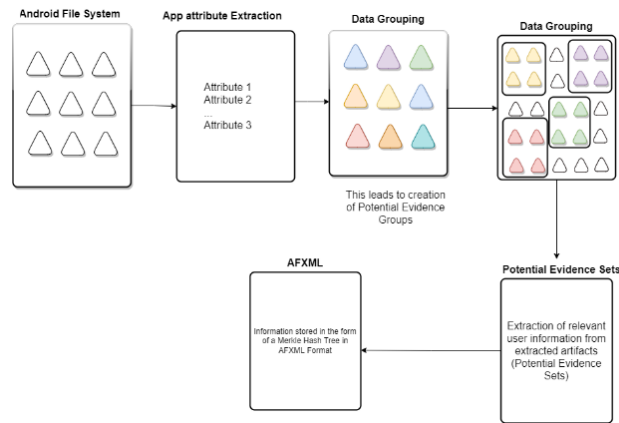 Android File System
App attribute Extraction
Data Grouping
Data Grouping
Attribute 1
Attribute 2
...
Attribute 3
This leads to creation
of Potential Evidence
Groups
AFXML
Potential Evidence Sets
Information stored in the form
of a Merkle Hash Tree in
AFXML Format
Extraction of relevant
user information from
extracted artifacts
(Potential Evidence
Sets)